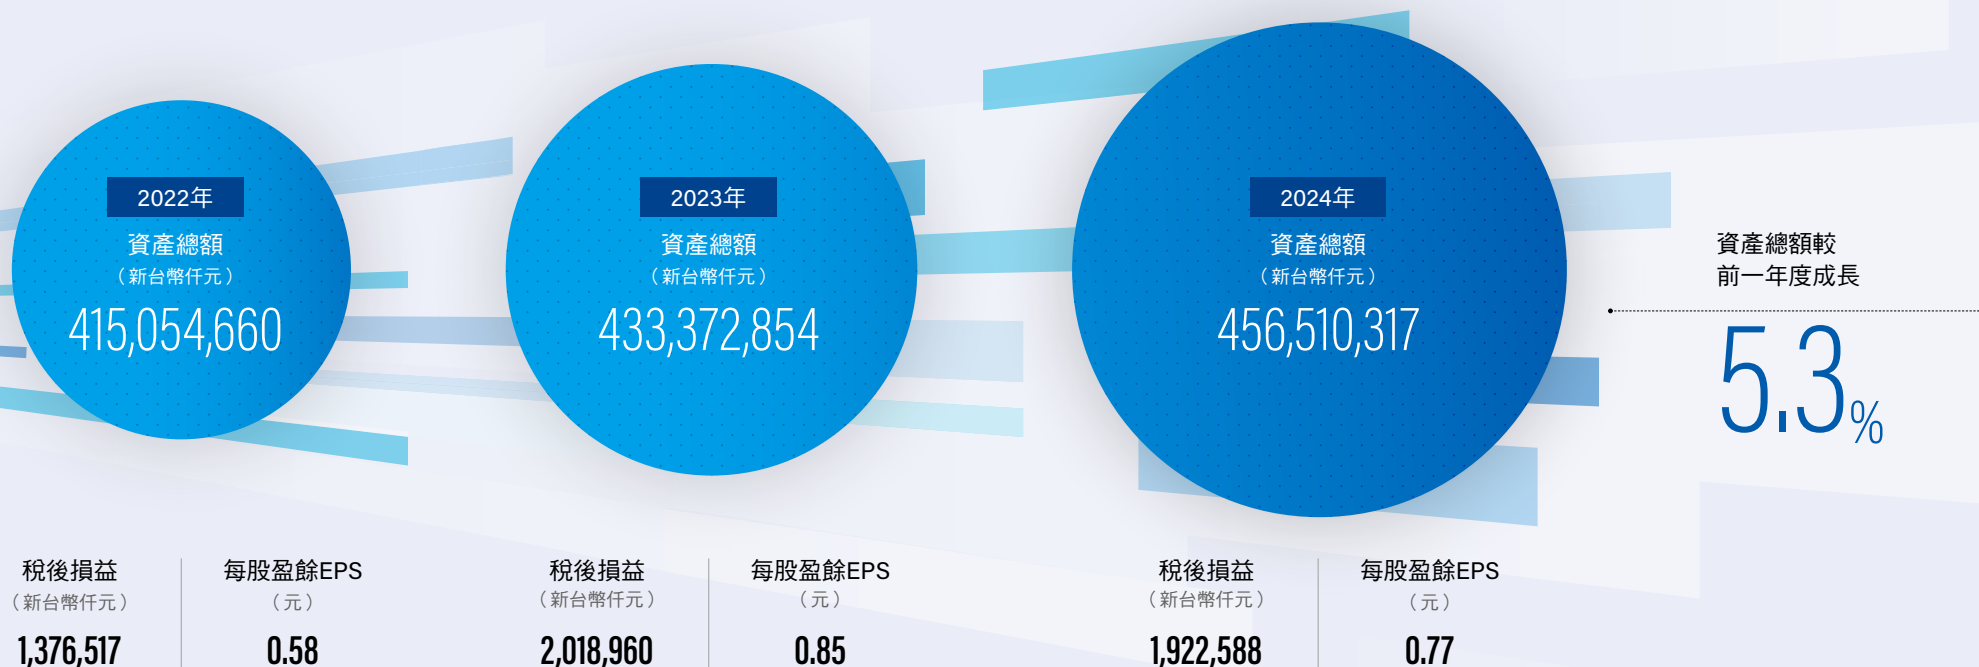 2022年
資產總額
（新台幣仟元）
415,054,660
2023年
資產總額
（新台幣仟元）
433,372,854
2024年
資產總額
（新台幣仟元）
456,510,317
資產總額較
前一年度成長
5.3%
稅後損益
（新台幣仟元）
1,376,517
每股盈餘EPS
（元）
0.58
稅後損益
（新台幣仟元）
2,018,960
每股盈餘EPS
（元）
0.85
稅後損益
（新台幣仟元）
1,922,588
每股盈餘EPS
（元）
0.77